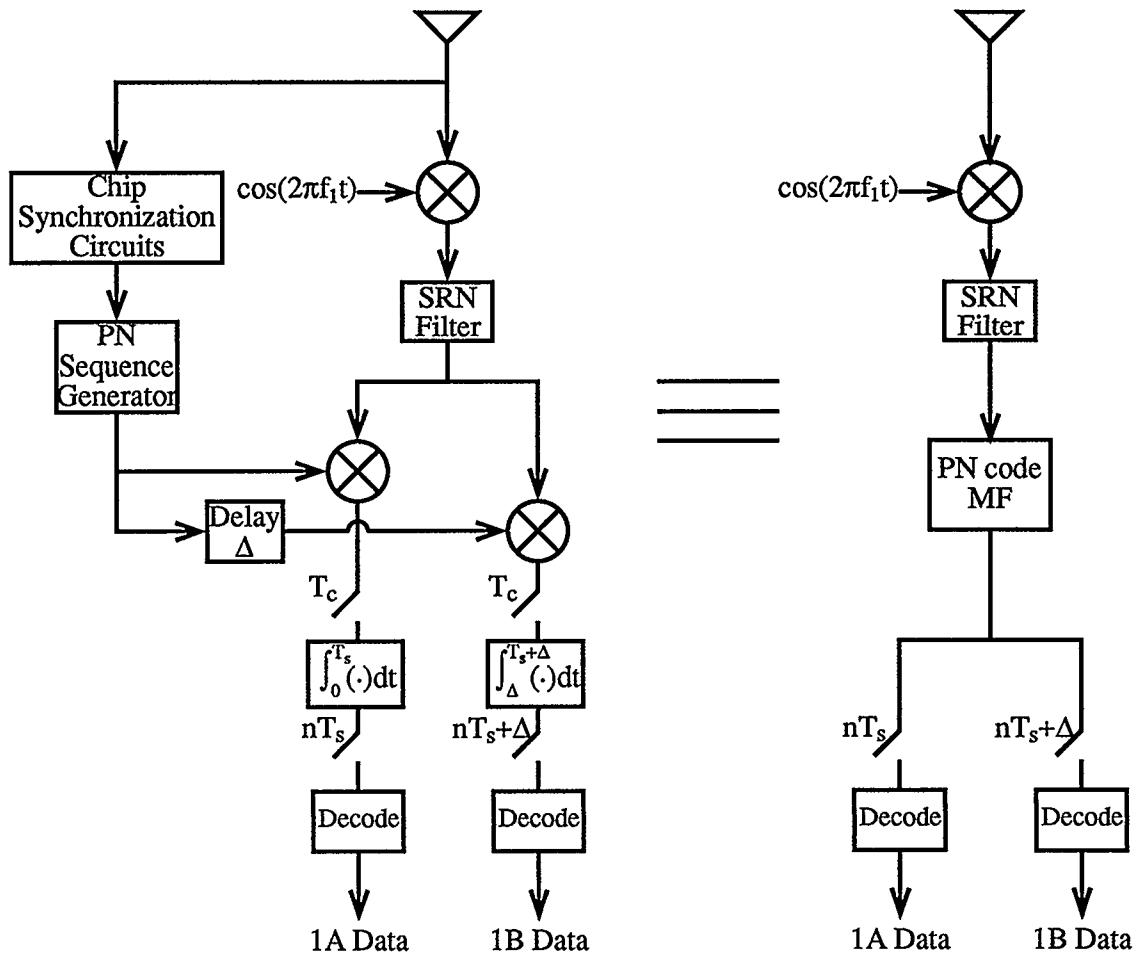 Chip
Synchronization
Circuits
cos(2πf₁t)
SRN
Filter
PN
Sequence
Generator
Delay
Δ
T_c
T_c
∫₀^{T_s}(·)dt
∫_Δ^{T_s+Δ}(·)dt
nT_s
nT_s+Δ
Decode
Decode
1A Data
1B Data
cos(2πf₁t)
SRN
Filter
PN code
MF
nT_s
nT_s+Δ
Decode
Decode
1A Data
1B Data